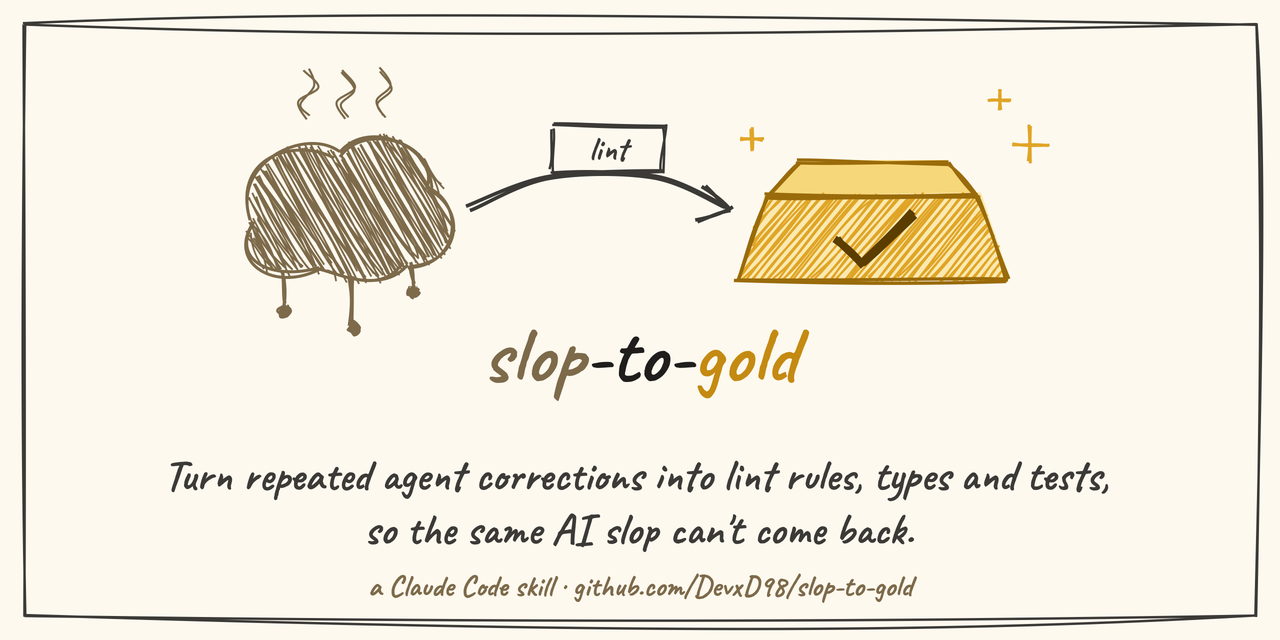 lint
slop-to-gold
Turn repeated agent corrections into lint rules, types and tests,
so the same AI slop can't come back.
a Claude Code skill · github.com/DevxD98/slop-to-gold